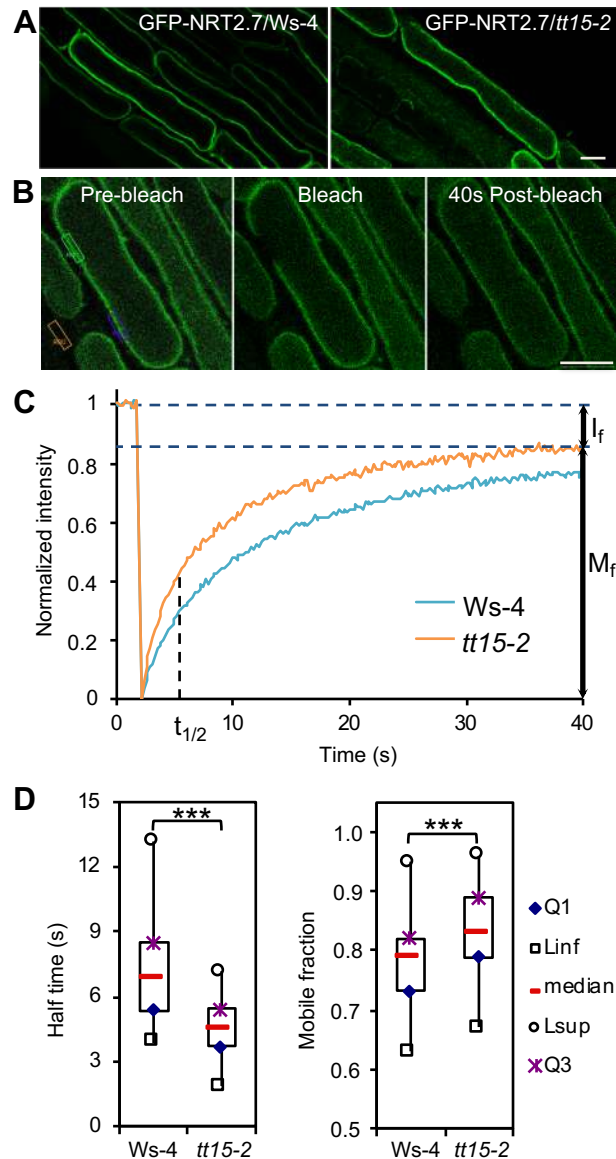 A
GFP-NRT2.7/Ws-4
GFP-NRT2.7/tt15-2
B
Pre-bleach
Bleach
40s Post-bleach
C
Normalized intensity
1
0.8
0.6
0.4
0.2
0
0
10
20
30
40
t1/2
Time (s)
Ws-4
tt15-2
If
Mf
D
Half time (s)
15
12
9
6
3
0
***
Ws-4
tt15-2
Mobile fraction
1.0
0.9
0.8
0.7
0.6
0.5
***
Ws-4
tt15-2
Q1
Linf
median
Lsup
Q3